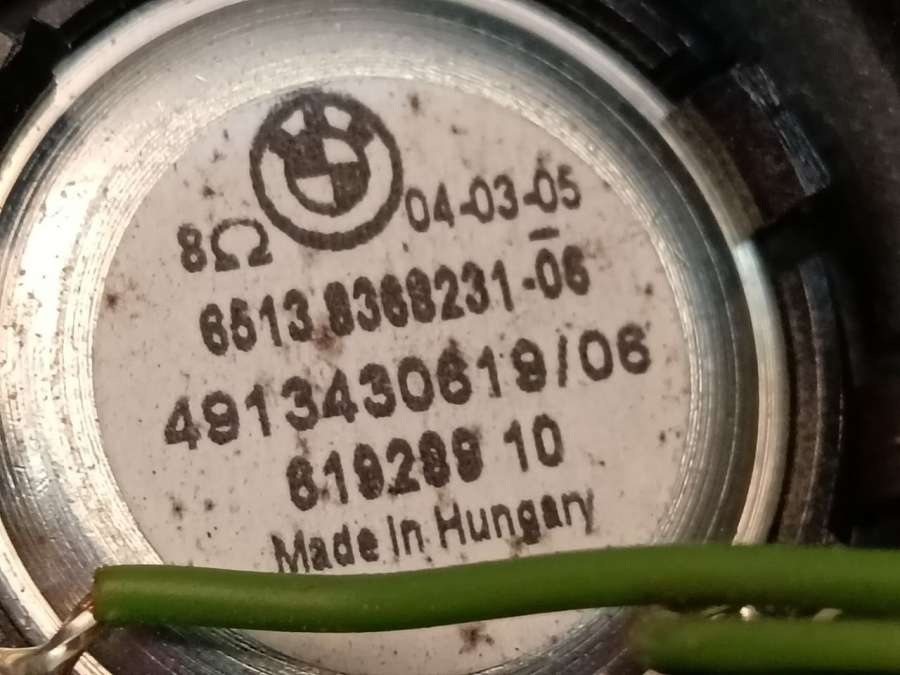 8Ω 04-03-05
6513 8368231-06
4913430619/06
619289 10
Made In Hungary